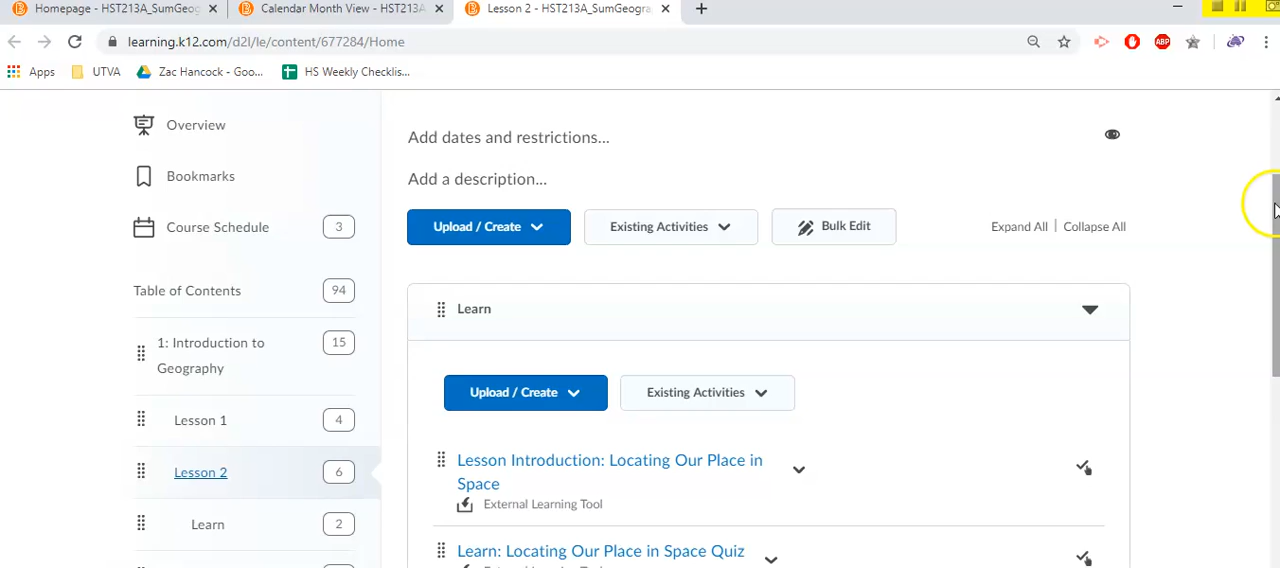 Homepage - HST213A_SumGeog
Calendar Month View - HST213A_S
Lesson 2 - HST213A_SumGeogra
learning.k12.com/d2l/le/content/677284/Home
ABP
Apps
UTVA
Zac Hancock - Goo...
HS Weekly Checklis...
Overview
Bookmarks
Course Schedule
3
Table of Contents
94
1: Introduction to
Geography
15
Lesson 1
4
Lesson 2
6
Learn
2
Add dates and restrictions...
Add a description...
Upload / Create
Existing Activities
Bulk Edit
Expand All | Collapse All
Learn
Upload / Create
Existing Activities
Lesson Introduction: Locating Our Place in
Space
External Learning Tool
Learn: Locating Our Place in Space Quiz